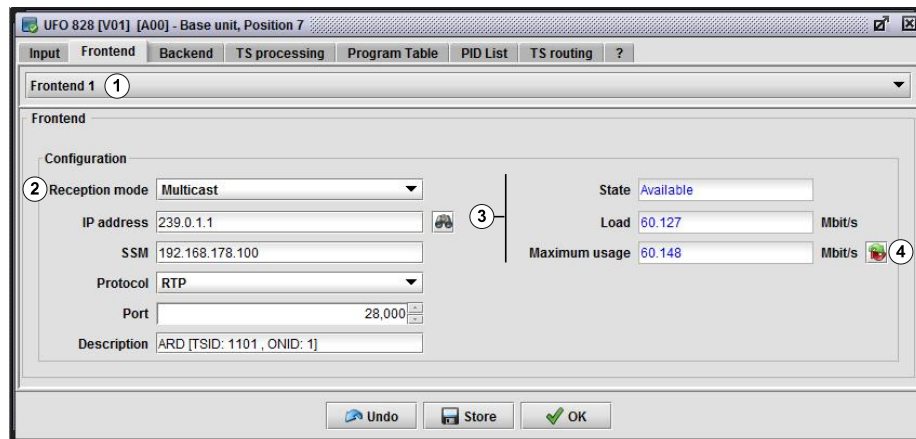 UFO 828 [V01] [A00] - Base unit, Position 7
Input Frontend Backend TS processing Program Table PID List TS routing ?
Frontend 1 1
Frontend
Configuration
2 Reception mode Multicast
IP address 239.0.1.1
SSM 192.168.178.100
Protocol RTP
Port 28,000
Description ARD [TSID: 1101 , ONID: 1]
3
State Available
Load 60.127 Mbit/s
Maximum usage 60.148 Mbit/s 4
Undo Store OK